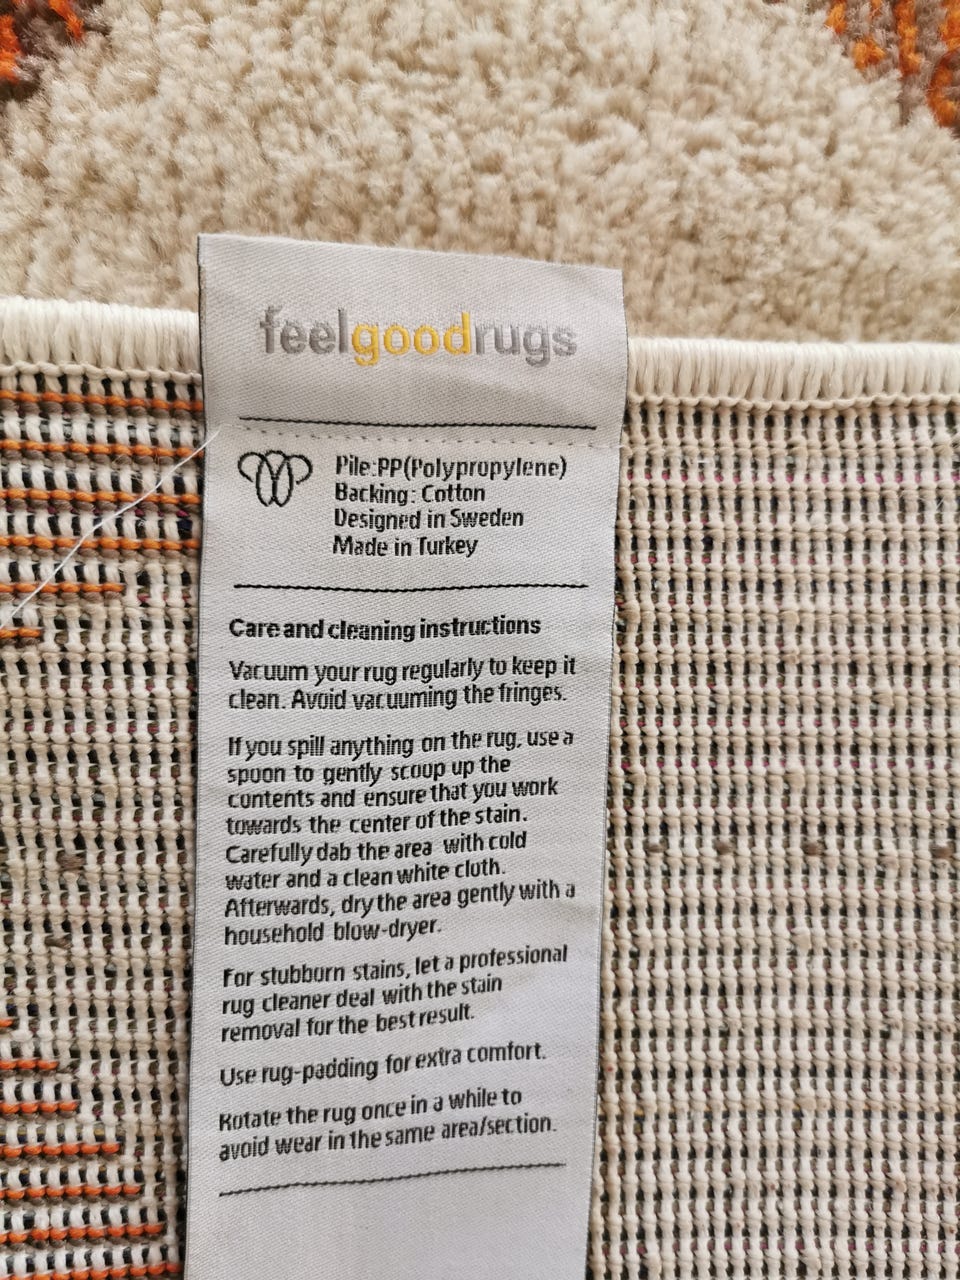 feelgoodrugs
Pile:PP(Polypropylene)
Backing: Cotton
Designed in Sweden
Made in Turkey
Care and cleaning instructions
Vacuum your rug regularly to keep it
clean. Avoid vacuuming the fringes.
If you spill anything on the rug, use a
spoon to gently scoop up the
contents and ensure that you work
towards the center of the stain.
Carefully dab the area with cold
water and a clean white cloth.
Afterwards, dry the area gently with a
household blow-dryer.
For stubborn stains, let a professional
rug cleaner deal with the stain
removal for the best result.
Use rug-padding for extra comfort.
Rotate the rug once in a while to
avoid wear in the same area/section.